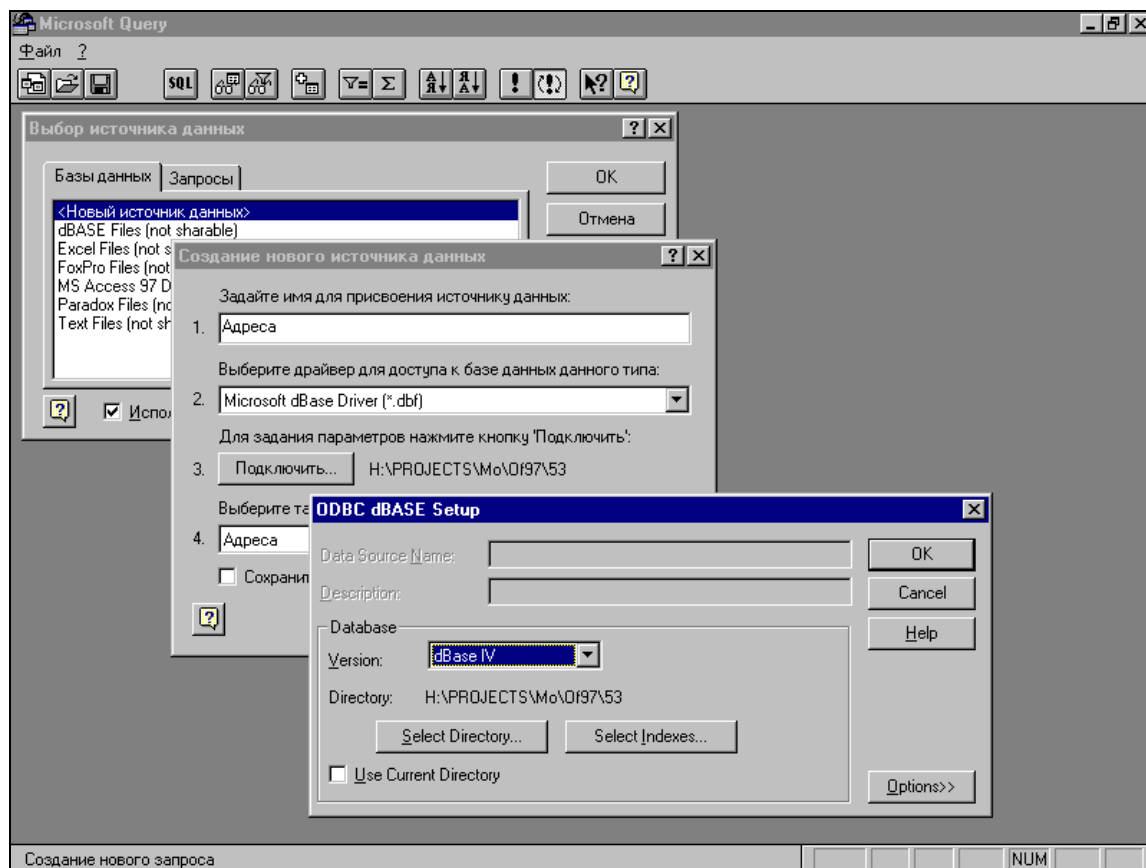 Microsoft Query
Файл ?
SQL
Выбор источника данных
Базы данных Запросы
OK
Отмена
<Новый источник данных>
dBASE Files (not sharable)
Excel Files (not s
FoxPro Files (not
MS Access 97 D
Paradox Files (no
Text Files (not sh
Испо
Создание нового источника данных
Задайте имя для присвоения источнику данных:
1. Адреса
Выберите драйвер для доступа к базе данных данного типа:
2. Microsoft dBase Driver (*.dbf)
Для задания параметров нажмите кнопку 'Подключить':
3. Подключить... H:\PROJECTS\Mo\Of97\53
Выберите та
4. Адреса
Сохранит
ODBC dBASE Setup
Data Source Name:
Description:
OK
Cancel
Help
Database
Version: dBase IV
Directory: H:\PROJECTS\Mo\Of97\53
Select Directory... Select Indexes...
Use Current Directory
Options>>
Создание нового запроса NUM